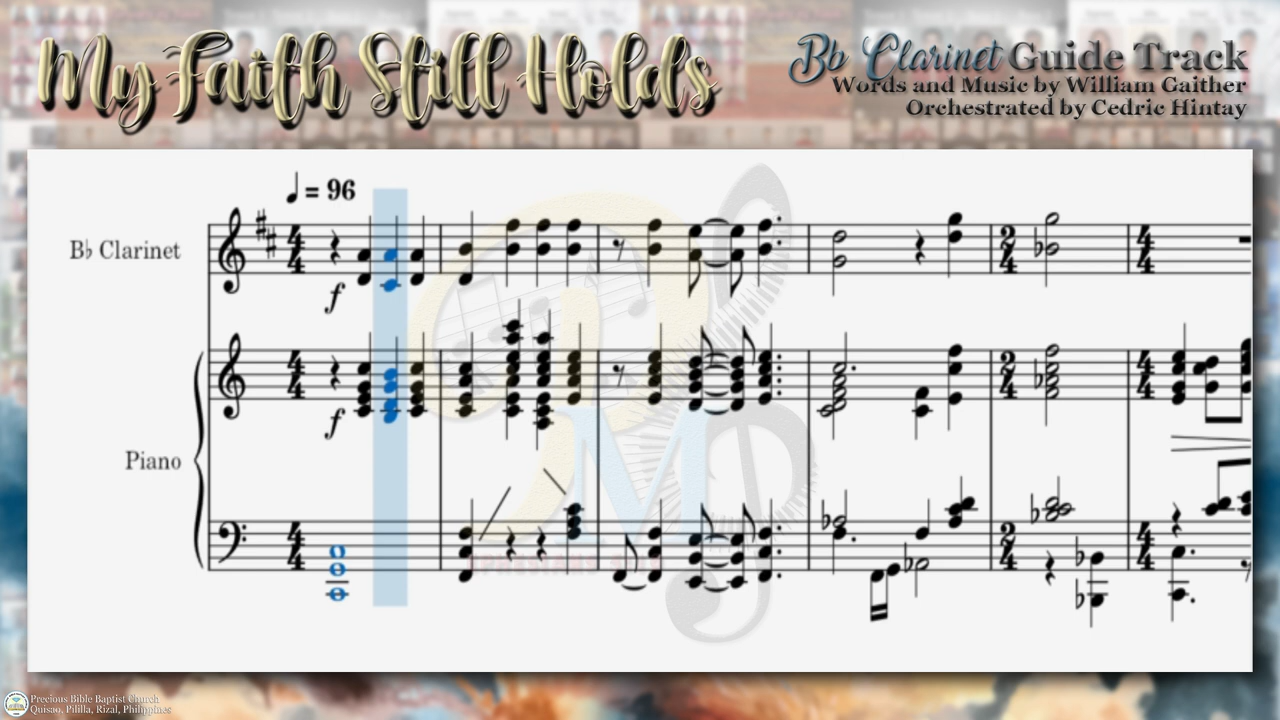 My Faith Still Holds
Bb Clarinet Guide Track
Words and Music by William Gaither
Orchestrated by Cedric Hintay
♩ = 96
B♭ Clarinet
f
f
Piano
Precious Bible Baptist Church
Quisao, Pililla, Rizal, Philippines